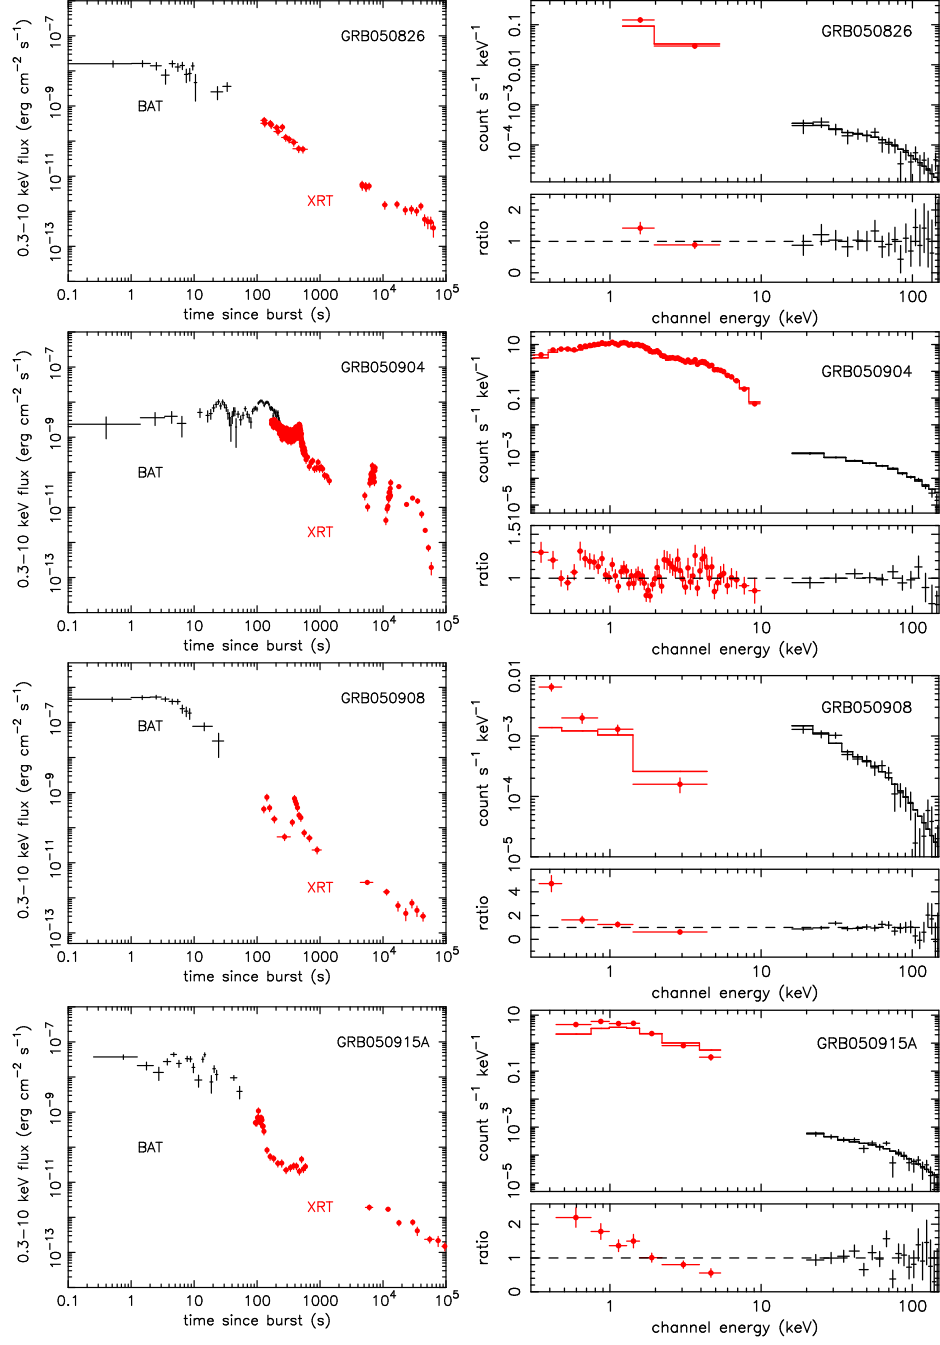 GRB050826
0.3−10 keV flux (erg cm⁻² s⁻¹)
10⁻⁷
10⁻⁹
10⁻¹¹
10⁻¹³
BAT
XRT
0.1 1 10 100 1000 10⁴ 10⁵
time since burst (s)
GRB050826
count s⁻¹ keV⁻¹
0.1
0.01
10⁻³
10⁻⁴
ratio
2
1
0
1 10 100
channel energy (keV)
GRB050904
0.3−10 keV flux (erg cm⁻² s⁻¹)
10⁻⁷
10⁻⁹
10⁻¹¹
10⁻¹³
BAT
XRT
0.1 1 10 100 1000 10⁴ 10⁵
time since burst (s)
GRB050904
count s⁻¹ keV⁻¹
10
0.1
10⁻³
10⁻⁵
ratio
1.5
1
1 10 100
channel energy (keV)
GRB050908
0.3−10 keV flux (erg cm⁻² s⁻¹)
10⁻⁷
10⁻⁹
10⁻¹¹
10⁻¹³
BAT
XRT
0.1 1 10 100 1000 10⁴ 10⁵
time since burst (s)
GRB050908
count s⁻¹ keV⁻¹
0.01
10⁻³
10⁻⁴
10⁻⁵
ratio
4
2
0
1 10 100
channel energy (keV)
GRB050915A
0.3−10 keV flux (erg cm⁻² s⁻¹)
10⁻⁷
10⁻⁹
10⁻¹¹
10⁻¹³
BAT
XRT
0.1 1 10 100 1000 10⁴ 10⁵
time since burst (s)
GRB050915A
count s⁻¹ keV⁻¹
10
0.1
10⁻³
10⁻⁵
ratio
2
1
0
1 10 100
channel energy (keV)